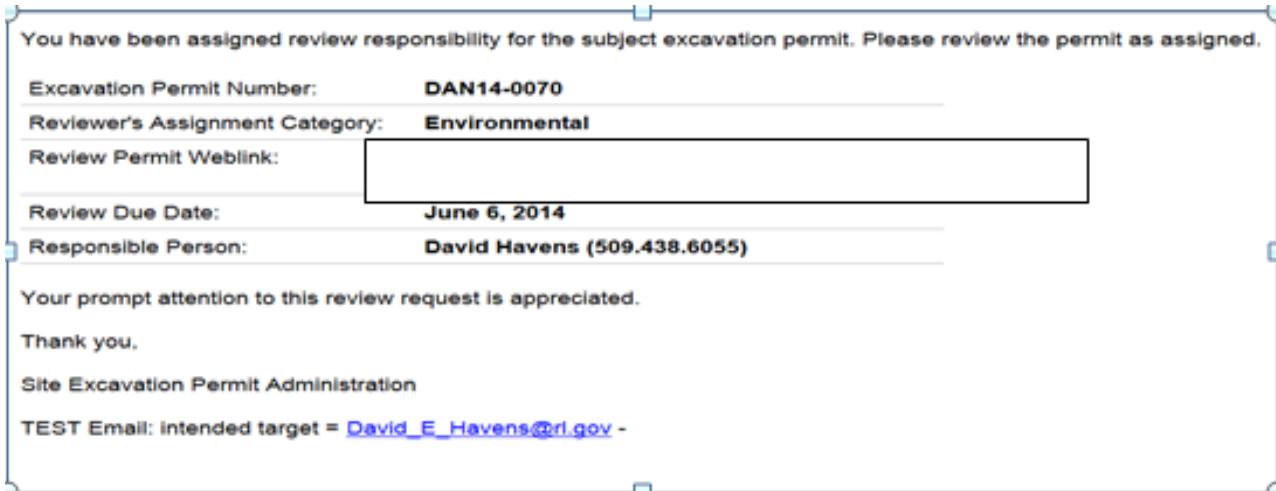 You have been assigned review responsibility for the subject excavation permit. Please review the permit as assigned.
Excavation Permit Number: DAN14-0070
Reviewer's Assignment Category: Environmental
Review Permit Weblink:
Review Due Date: June 6, 2014
Responsible Person: David Havens (509.438.6055)
Your prompt attention to this review request is appreciated.
Thank you,
Site Excavation Permit Administration
TEST Email: intended target = David_E_Havens@rl.gov -